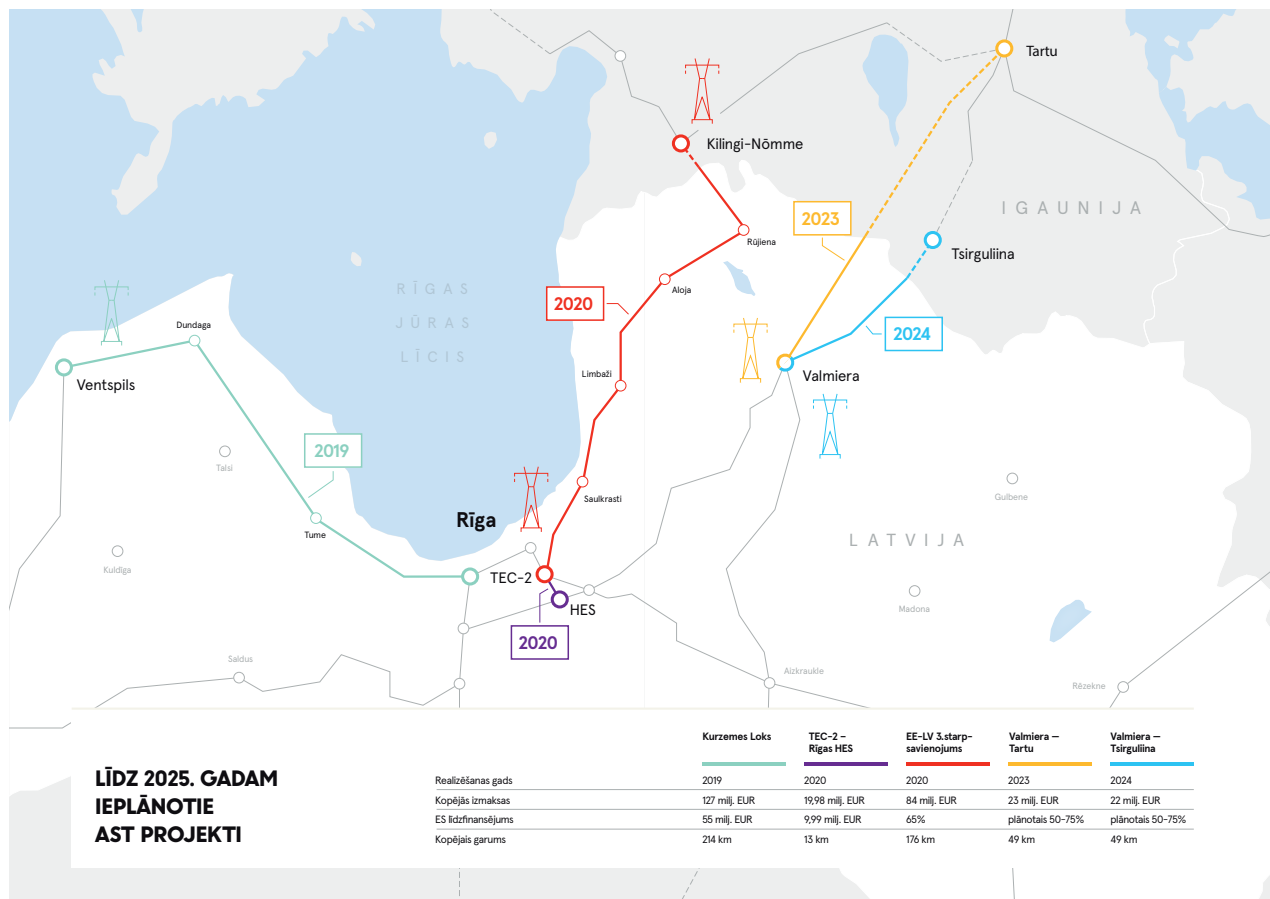 Tartu
Kilingi-Nõmme
IGAUNIJA
2023
Rūjiena
Tsirguliina
RĪGAS
JŪRAS
LĪCIS
Aloja
2020
Dundaga
2024
Ventspils
Limbaži
Valmiera
2019
Talsi
Gulbene
Saulkrasti
Rīga
Tume
LATVIJA
Kuldīga
TEC-2
HES
Madona
2020
Saldus
Aizkraukle
Rēzekne
LĪDZ 2025. GADAM
IEPLĀNOTIE
AST PROJEKTI
Kurzemes Loks TEC-2 – Rīgas HES EE-LV 3.starp-savienojums Valmiera — Tartu Valmiera — Tsirguliina
Realizēšanas gads 2019 2020 2020 2023 2024
Kopējās izmaksas 127 milj. EUR 19,98 milj. EUR 84 milj. EUR 23 milj. EUR 22 milj. EUR
ES līdzfinansējums 55 milj. EUR 9,99 milj. EUR 65% plānotais 50-75% plānotais 50-75%
Kopējais garums 214 km 13 km 176 km 49 km 49 km